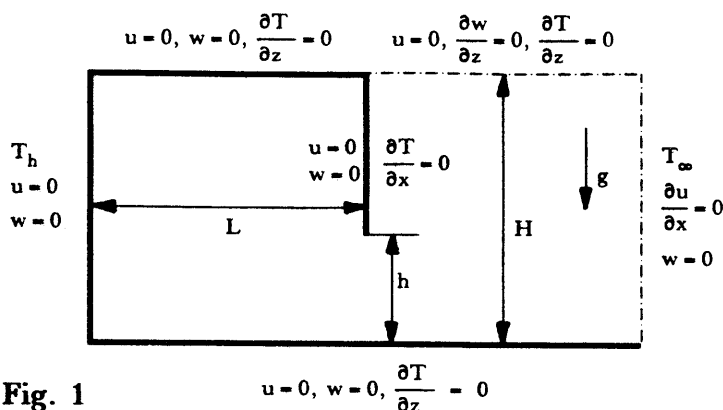 u = 0, w = 0, ∂T/∂z = 0
u = 0, ∂w/∂z = 0, ∂T/∂z = 0
T_h
u = 0
w = 0
u = 0
w = 0
∂T/∂x = 0
g
T_∞
∂u/∂x = 0
w = 0
L
H
h
Fig. 1
u = 0, w = 0, ∂T/∂z = 0